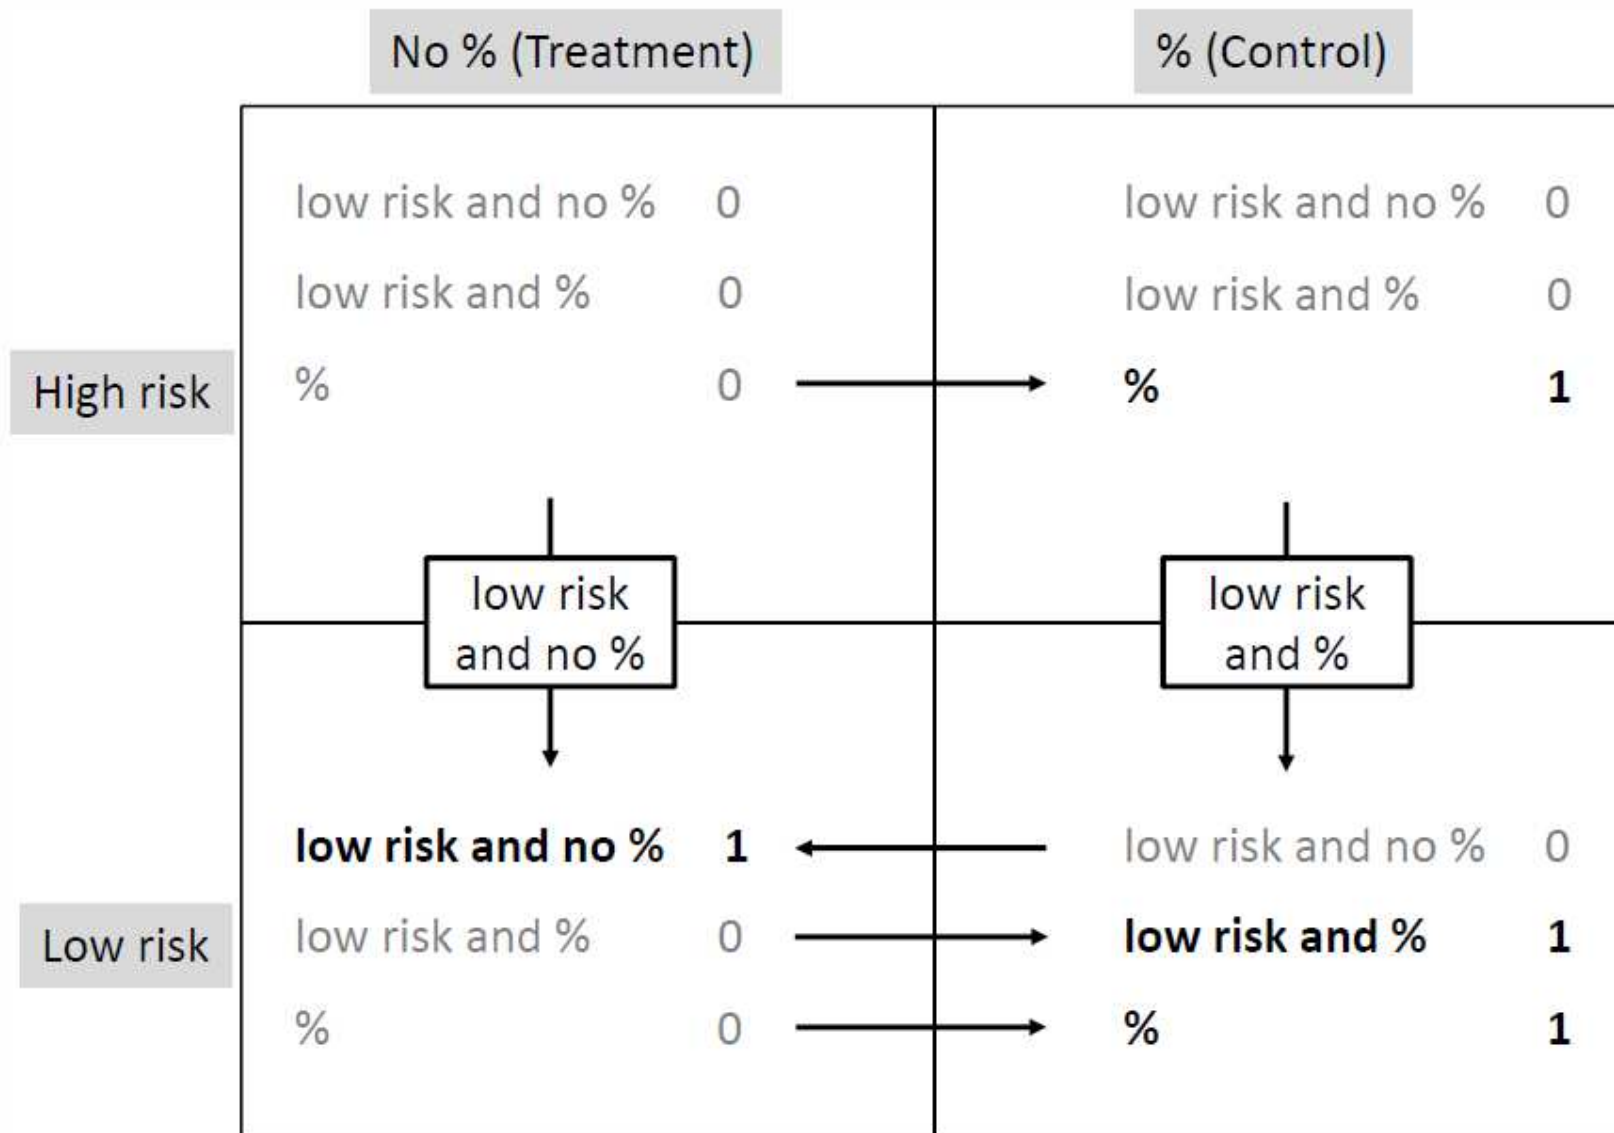 No % (Treatment) % (Control)
low risk and no % 0 low risk and no % 0
low risk and % 0 low risk and % 0
High risk % 0 % 1
low risk and no % low risk and %
low risk and no % 1 low risk and no % 0
Low risk low risk and % 0 low risk and % 1
% 0 % 1